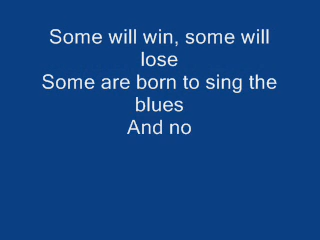 Some will win, some will
lose
Some are born to sing the
blues
And no